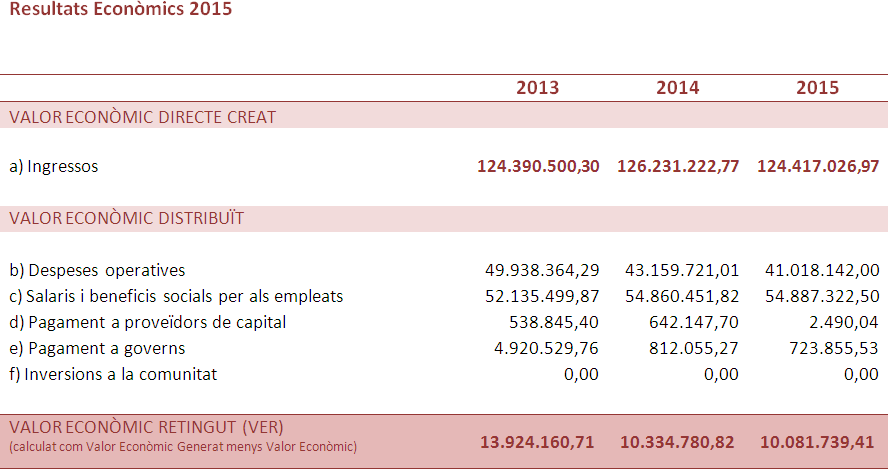 Resultats Econòmics 2015
2013 2014 2015
VALOR ECONÒMIC DIRECTE CREAT
a) Ingressos 124.390.500,30 126.231.222,77 124.417.026,97
VALOR ECONÒMIC DISTRIBUÏT
b) Despeses operatives 49.938.364,29 43.159.721,01 41.018.142,00
c) Salaris i beneficis socials per als empleats 52.135.499,87 54.860.451,82 54.887.322,50
d) Pagament a proveïdors de capital 538.845,40 642.147,70 2.490,04
e) Pagament a governs 4.920.529,76 812.055,27 723.855,53
f) Inversions a la comunitat 0,00 0,00 0,00
VALOR ECONÒMIC RETINGUT (VER)
(calculat com Valor Econòmic Generat menys Valor Econòmic) 13.924.160,71 10.334.780,82 10.081.739,41